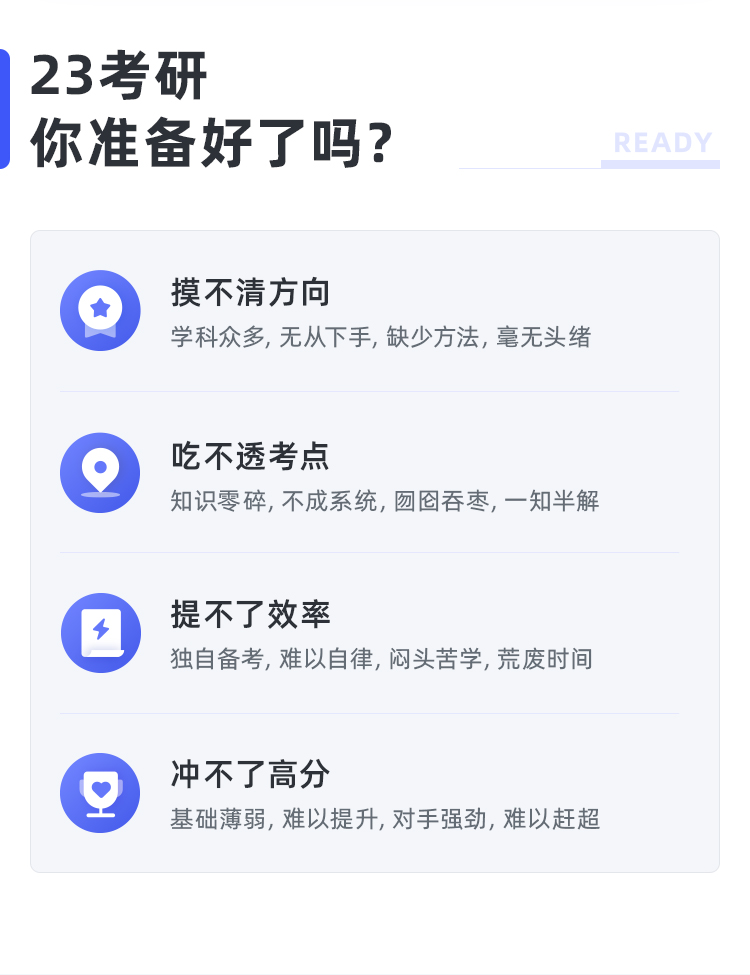 23考研
你准备好了吗?
READY
摸不清方向
学科众多, 无从下手, 缺少方法, 毫无头绪
吃不透考点
知识零碎, 不成系统, 囫囵吞枣, 一知半解
提不了效率
独自备考, 难以自律, 闷头苦学, 荒废时间
冲不了高分
基础薄弱, 难以提升, 对手强劲, 难以赶超